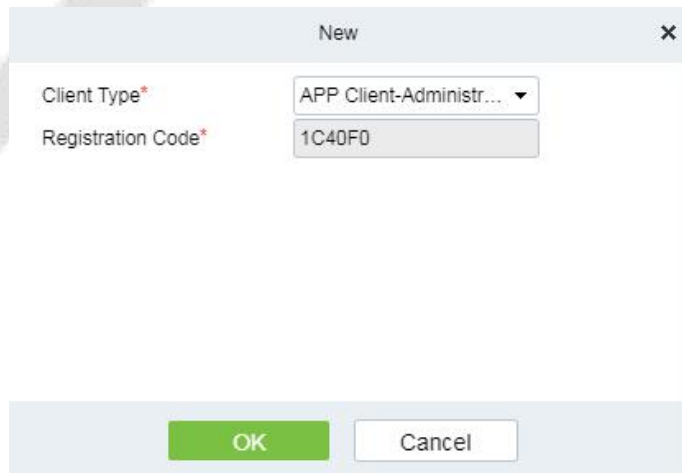 New
Client Type*
APP Client-Administr...
Registration Code*
1C40F0
OK
Cancel